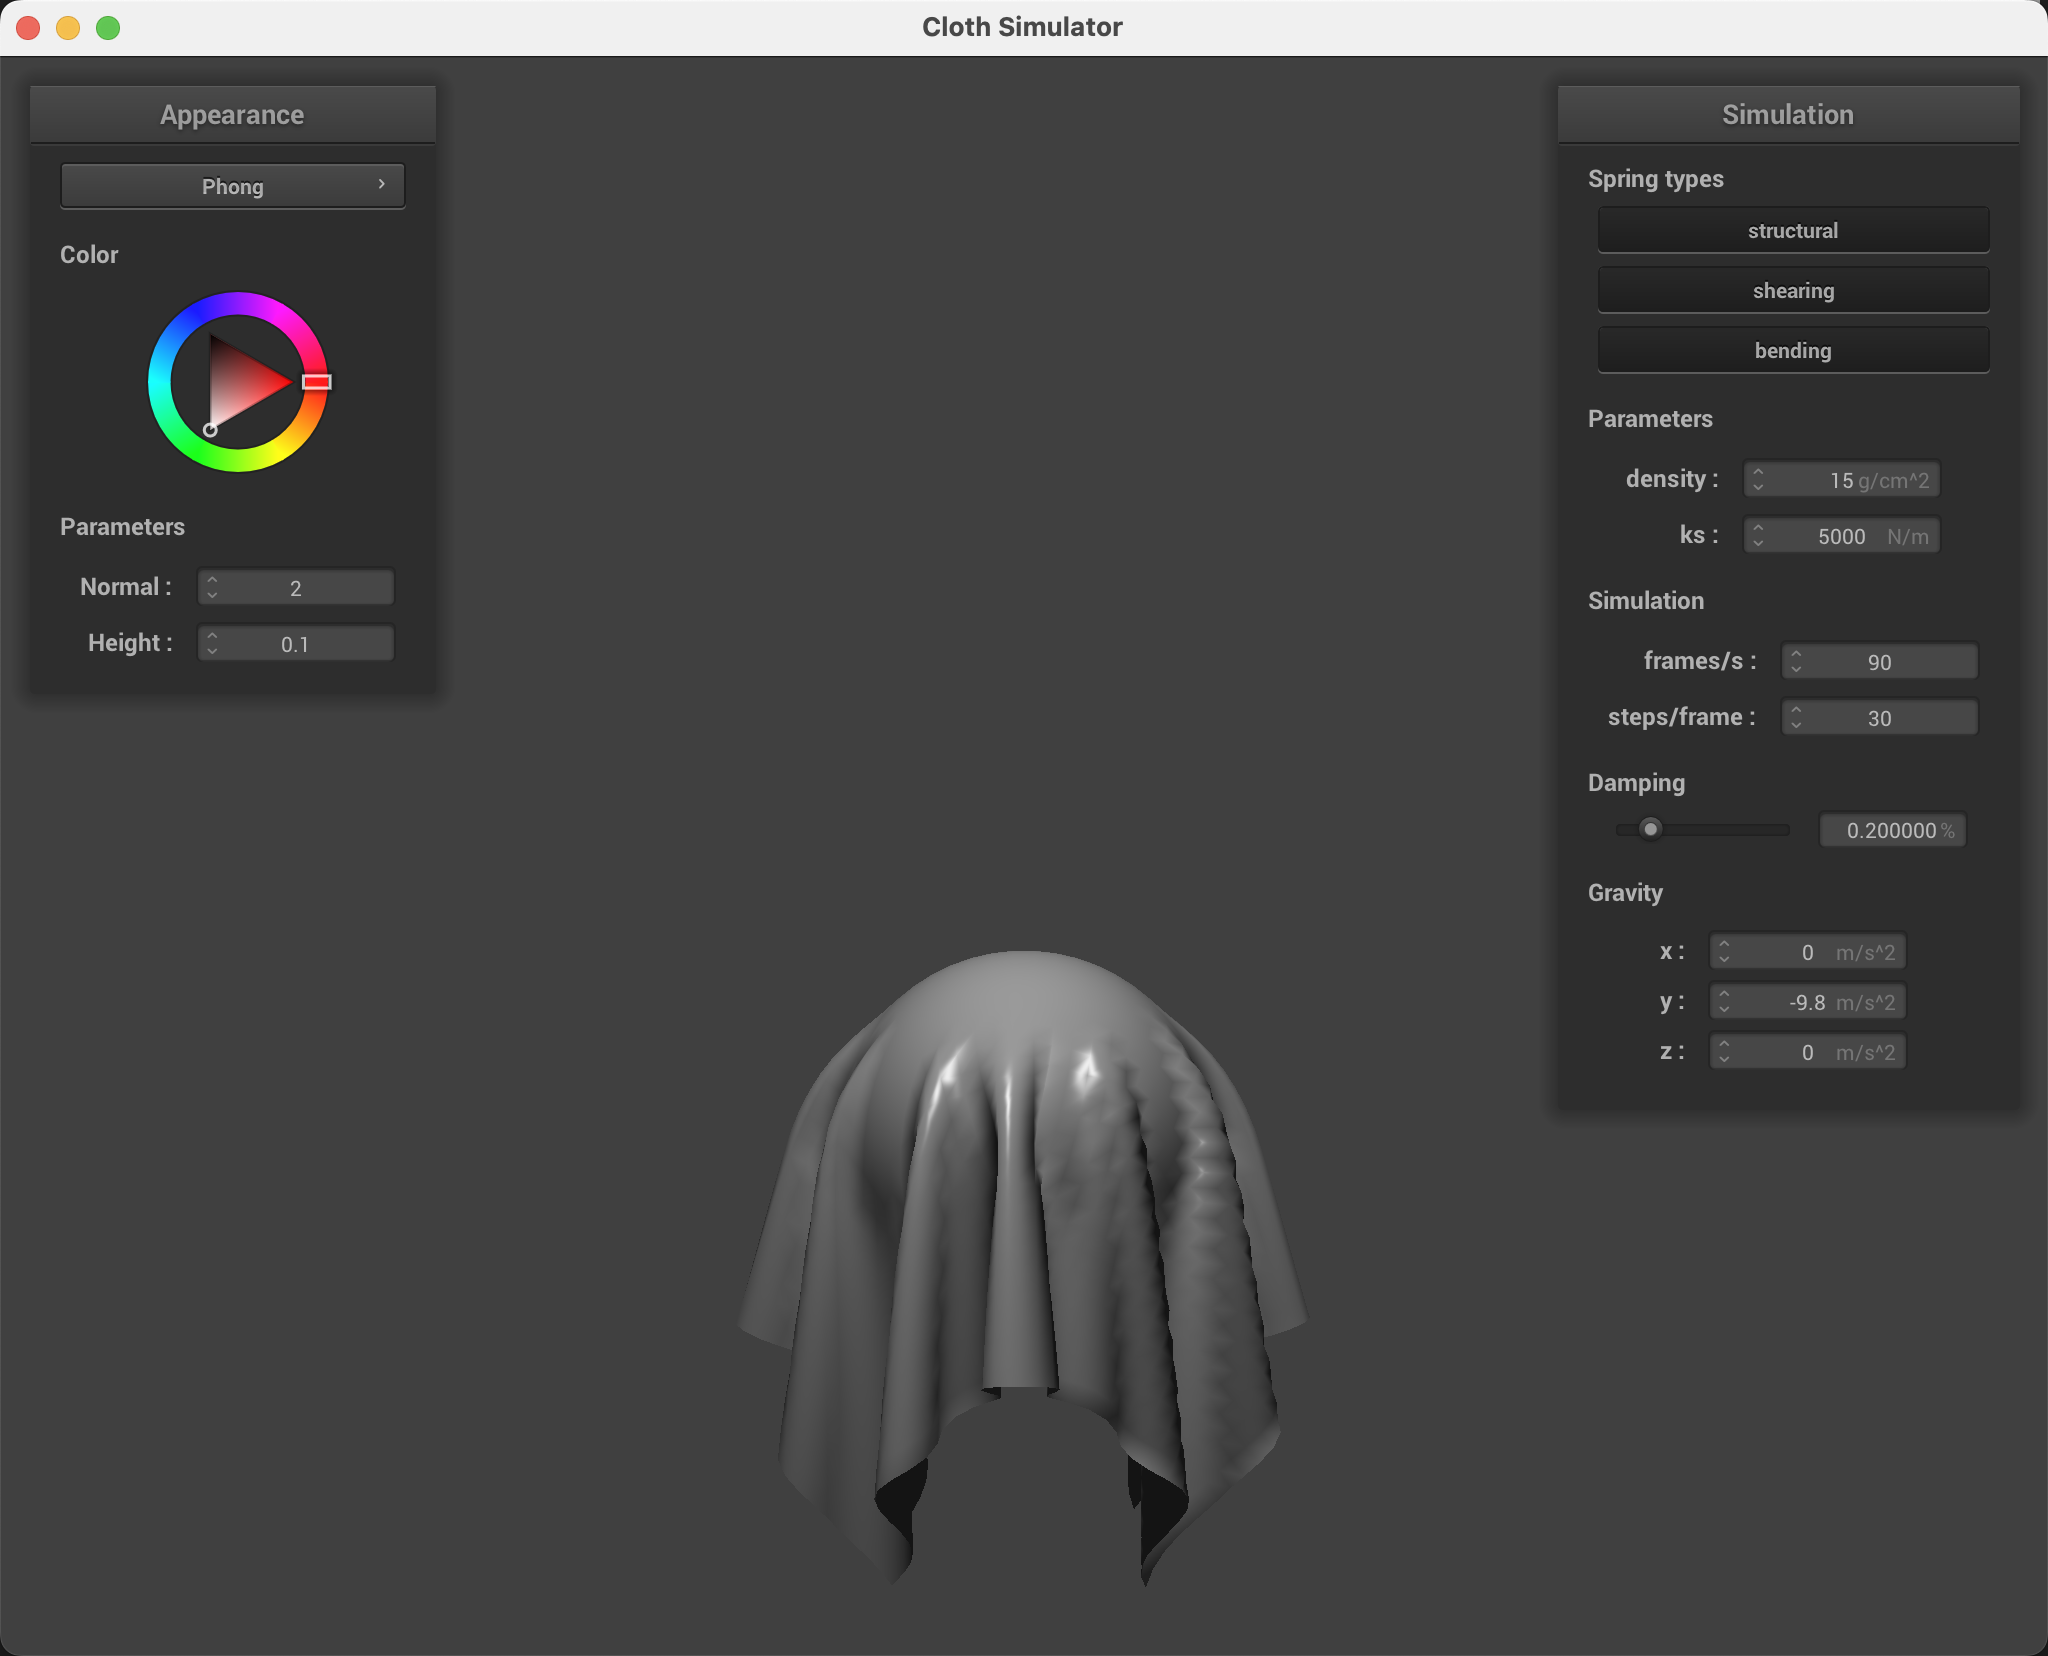 Cloth Simulator
Appearance
Phong
Color
Parameters
Normal : 2
Height : 0.1
Simulation
Spring types
structural
shearing
bending
Parameters
density : 15 g/cm^2
ks : 5000 N/m
Simulation
frames/s : 90
steps/frame : 30
Damping
0.200000 %
Gravity
x : 0 m/s^2
y : -9.8 m/s^2
z : 0 m/s^2